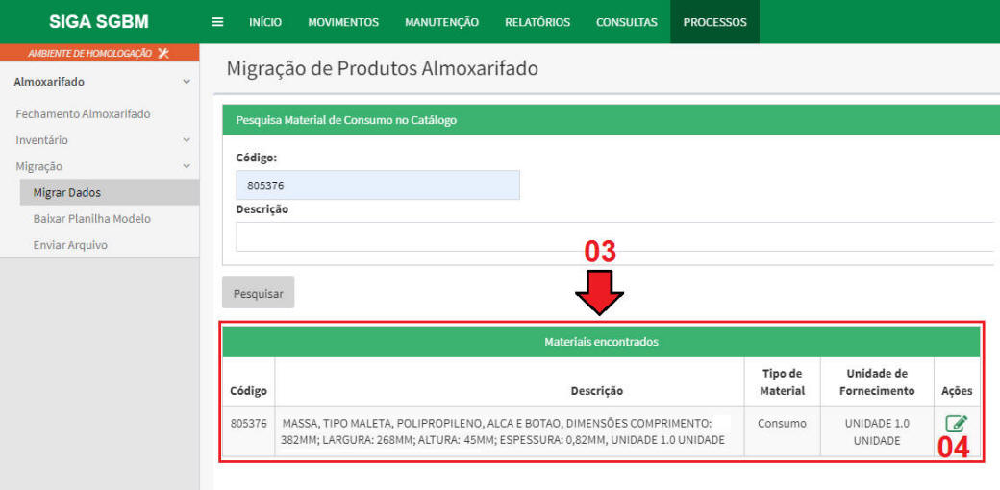 SIGA SGBM
INÍCIO MOVIMENTOS MANUTENÇÃO RELATÓRIOS CONSULTAS PROCESSOS
AMBIENTE DE HOMOLOGAÇÃO
Almoxarifado
Fechamento Almoxarifado
Inventário
Migração
Migrar Dados
Baixar Planilha Modelo
Enviar Arquivo
Migração de Produtos Almoxarifado
Pesquisa Material de Consumo no Catálogo
Código:
805376
Descrição
03
Pesquisar
Materiais encontrados
Código Descrição Tipo de Material Unidade de Fornecimento Ações
805376 MASSA, TIPO MALETA, POLIPROPILENO, ALCA E BOTAO, DIMENSÕES COMPRIMENTO: Consumo UNIDADE 1.0
382MM; LARGURA: 268MM; ALTURA: 45MM; ESPESSURA: 0,82MM, UNIDADE 1.0 UNIDADE UNIDADE
04